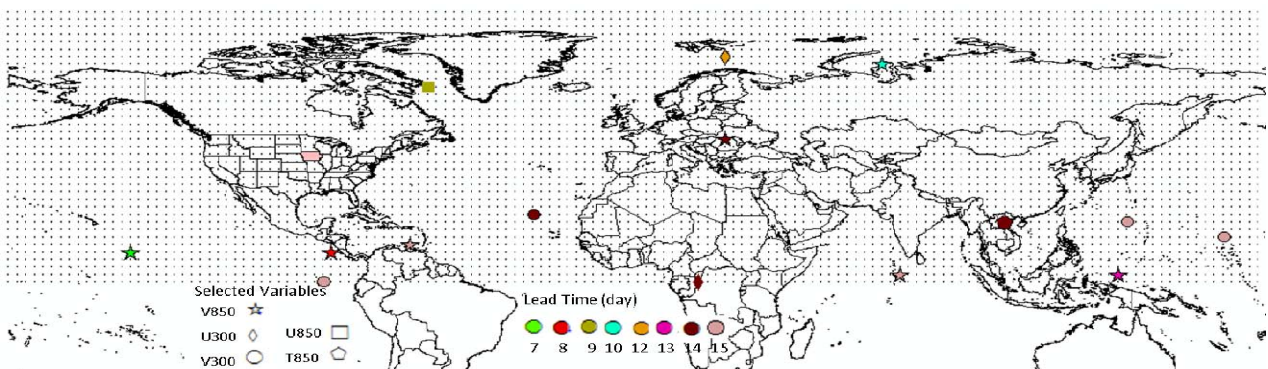 Selected Variables
V850
U300
U850
V300
T850
Lead Time (day)
7 8 9 10 12 13 14 15